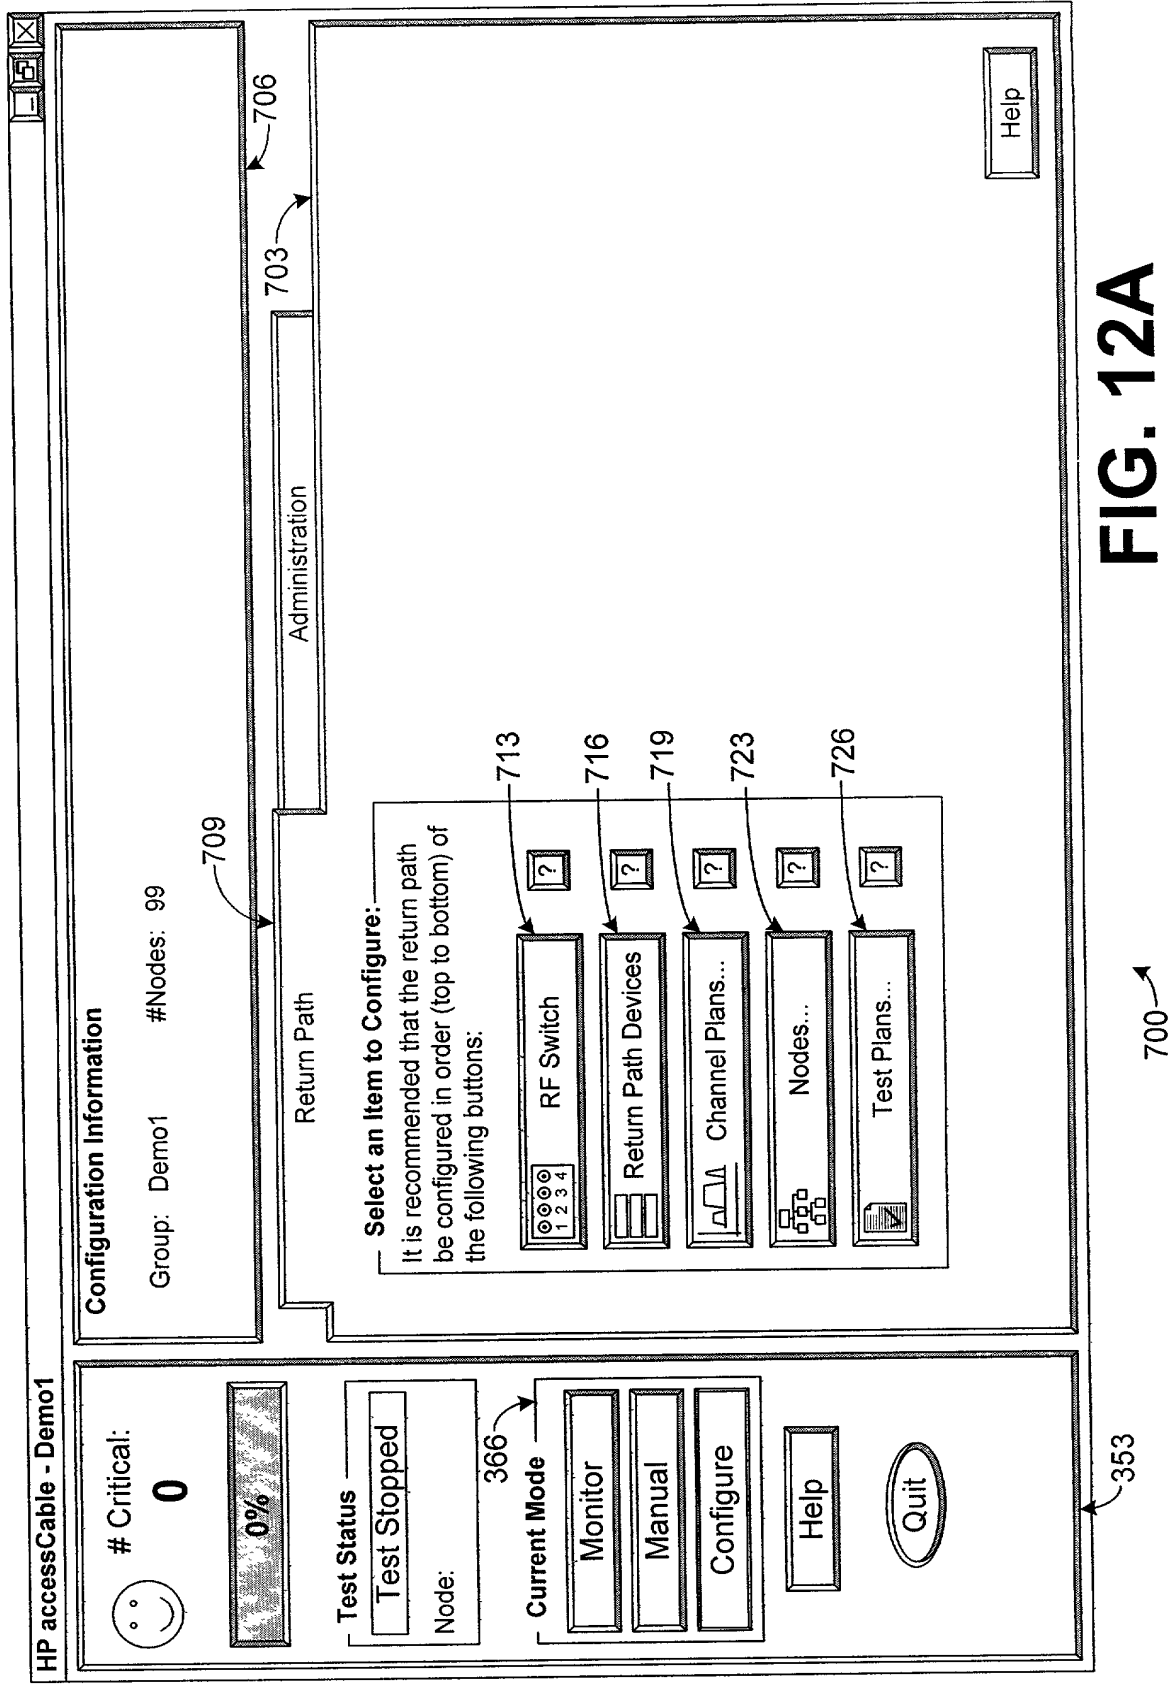 HP accessCable - Demo1
# Critical:
0
0%
Test Status
Test Stopped
Node:
366
Current Mode
Monitor
Manual
Configure
Help
Quit
353
Configuration Information
Group: Demo1 #Nodes: 99
706
709
703
Return Path
Administration
Select an Item to Configure:
It is recommended that the return path
be configured in order (top to bottom) of
the following buttons:
1 2 3 4
RF Switch
?
713
Return Path Devices
?
716
Channel Plans...
?
719
Nodes...
?
723
Test Plans...
?
726
Help
700
FIG. 12A